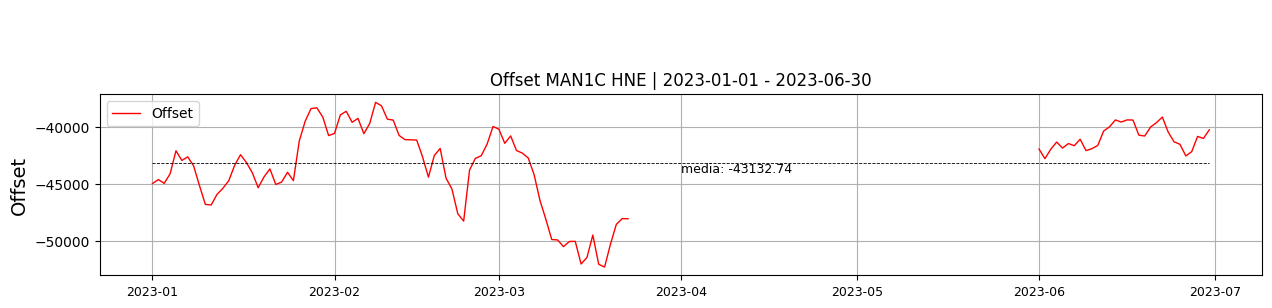 Offset MAN1C HNE | 2023-01-01 - 2023-06-30
Offset
−40000
−45000
−50000
Offset
media: -43132.74
2023-01
2023-02
2023-03
2023-04
2023-05
2023-06
2023-07